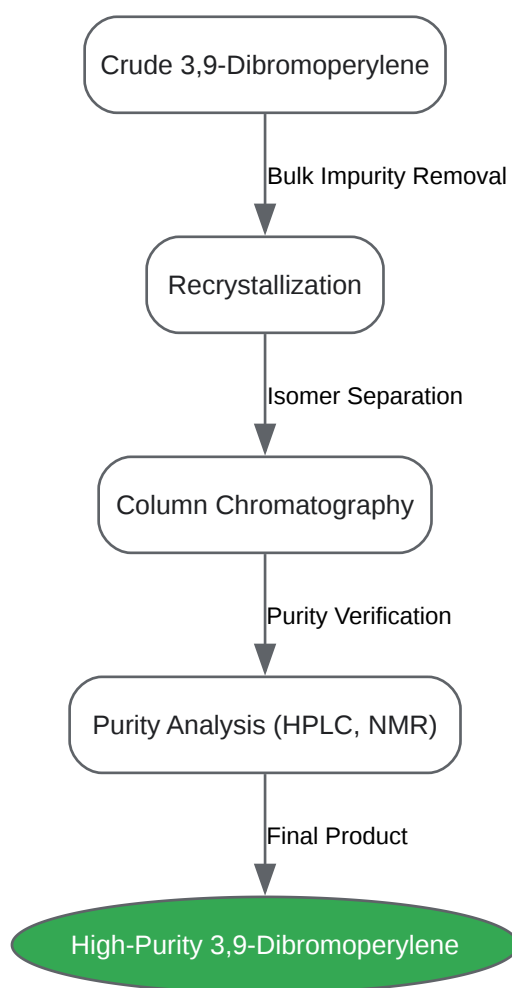 Crude 3,9-Dibromoperylene
Bulk Impurity Removal
Recrystallization
Isomer Separation
Column Chromatography
Purity Verification
Purity Analysis (HPLC, NMR)
Final Product
High-Purity 3,9-Dibromoperylene